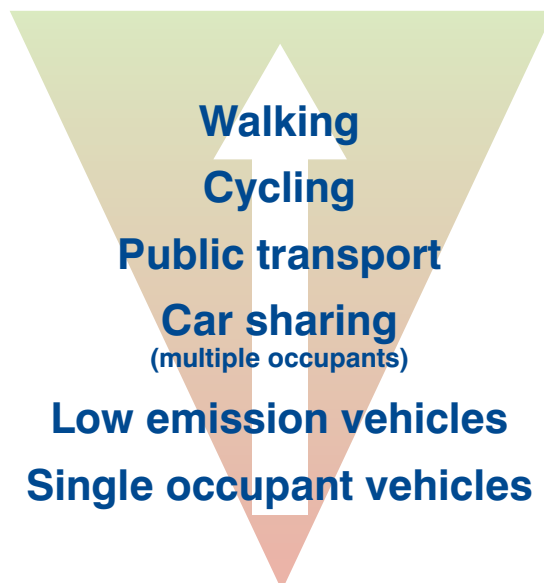 Walking
Cycling
Public transport
Car sharing
(multiple occupants)
Low emission vehicles
Single occupant vehicles